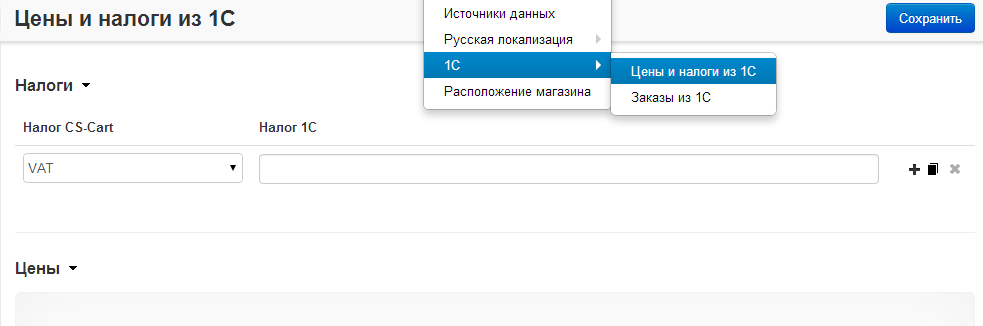 Цены и налоги из 1С
Источники данных
Русская локализация
1С
Расположение магазина
Цены и налоги из 1С
Заказы из 1С
Сохранить
Налоги
Налог CS-Cart
Налог 1С
VAT
Цены